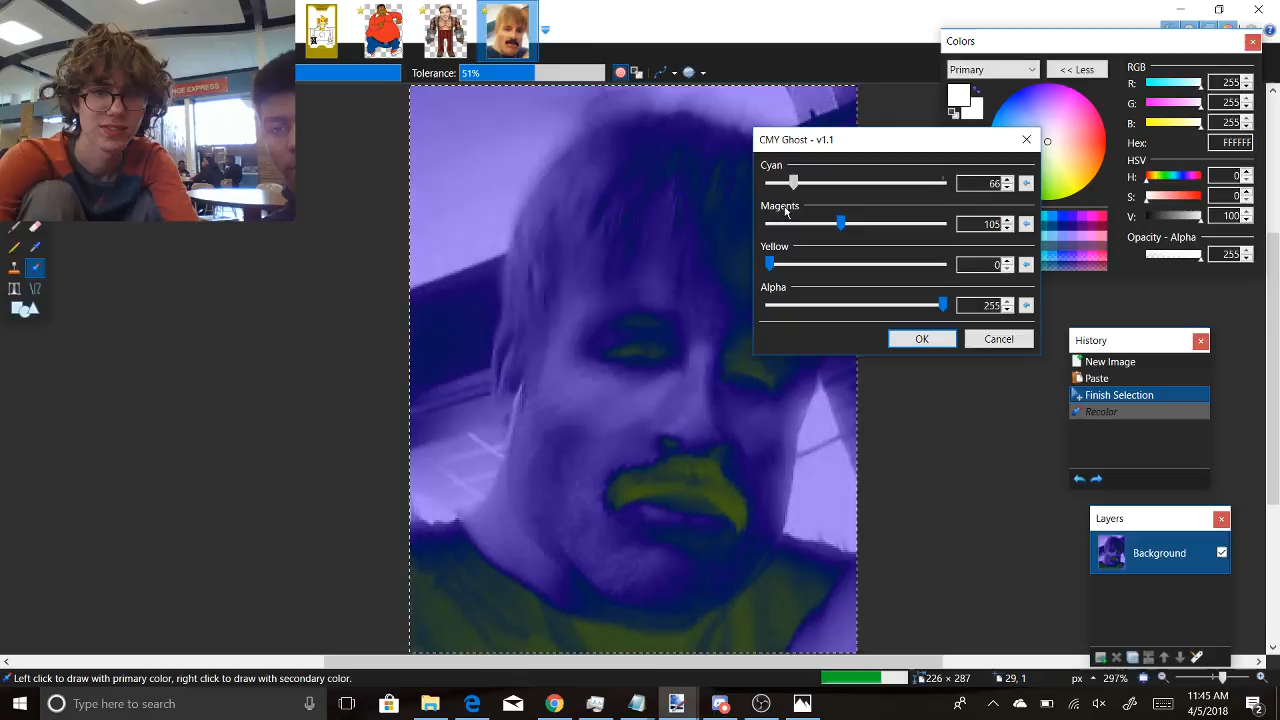 NGE EXPRESS
Tolerance: 51%
Colors
Primary
<< Less
RGB
R: 255
G: 255
B: 255
Hex: FFFFFF
HSV
H: 0
S: 0
V: 100
Opacity - Alpha
255
CMY Ghost - v1.1
Cyan
66
Magents
105
Yellow
0
Alpha
255
OK
Cancel
History
New Image
Paste
Finish Selection
Recolor
Layers
Background
Left click to draw with primary color, right click to draw with secondary color.
226 × 287
29, 1
px
297%
Type here to search
11:45 AM
4/5/2018